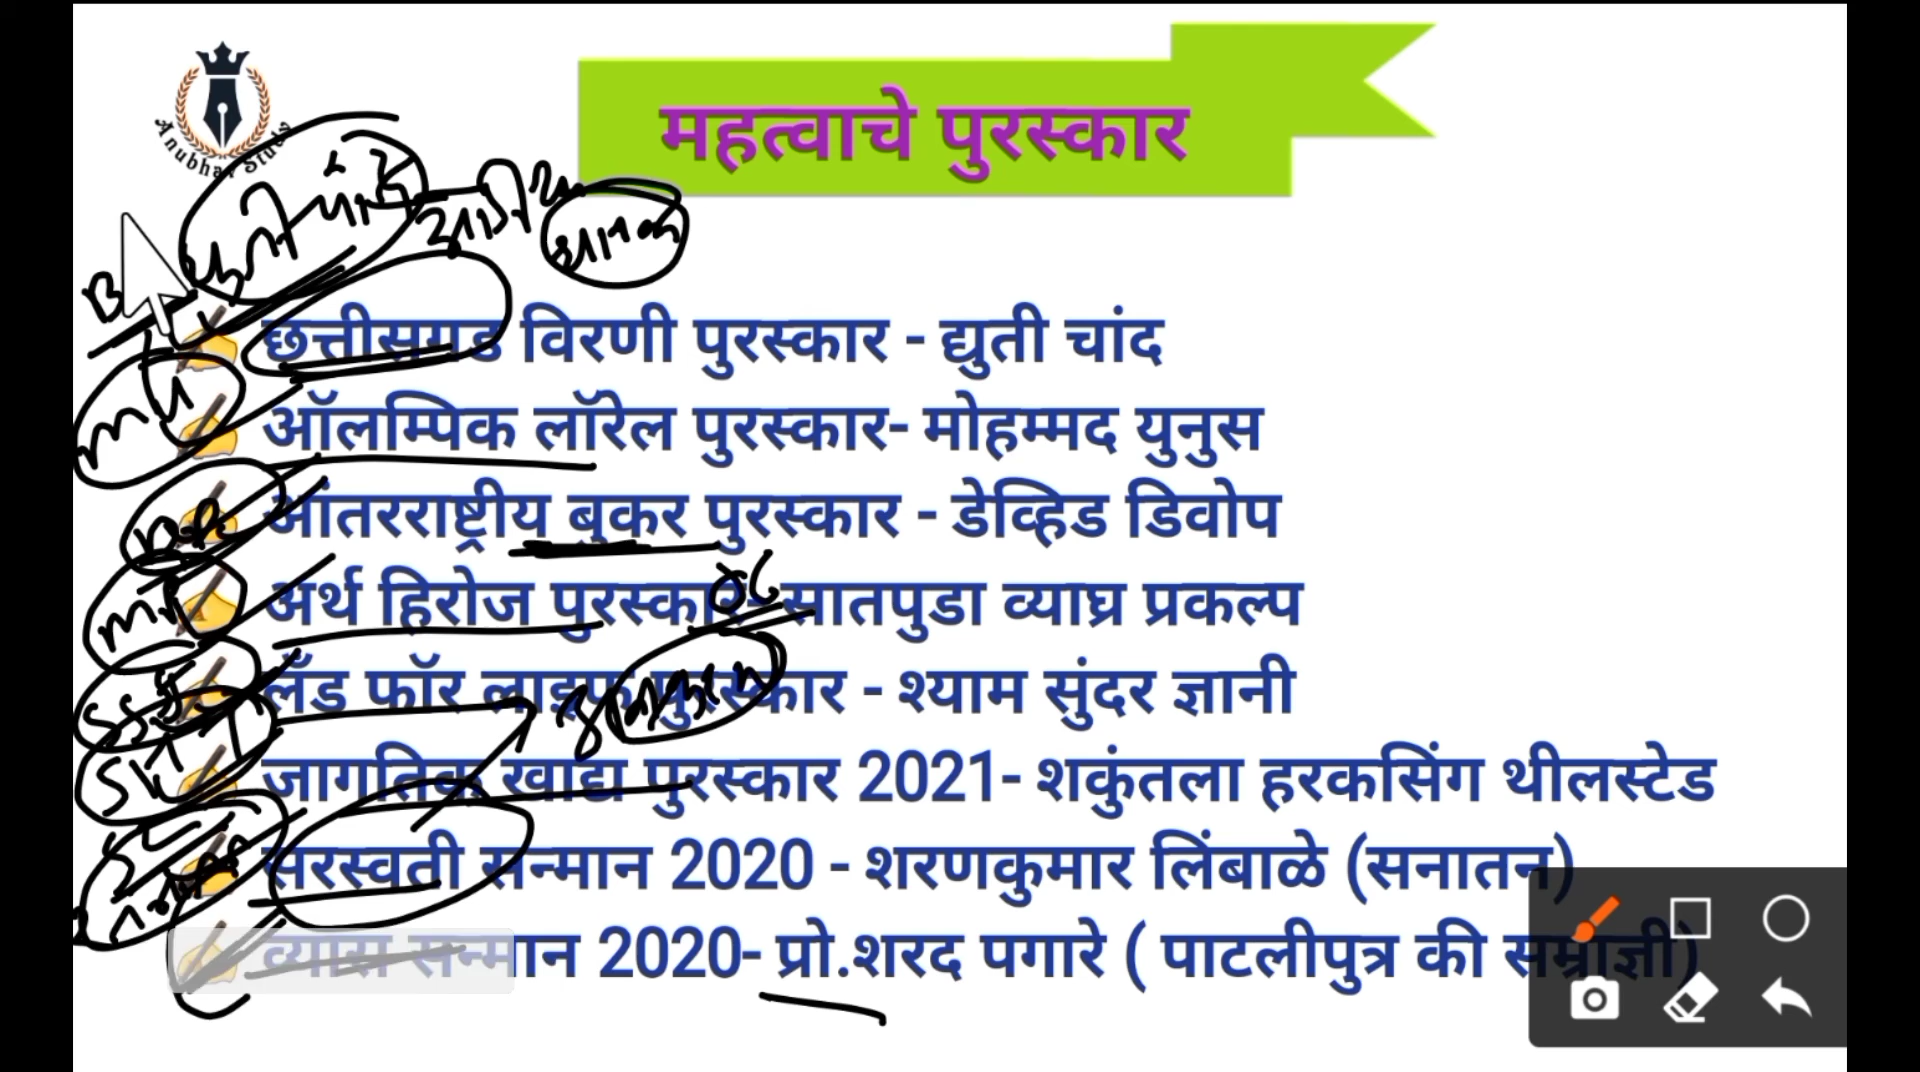 Anubhav Study
महत्वाचे पुरस्कार
छत्तीसगड विरणी पुरस्कार - द्युती चांद
ऑलम्पिक लॉरेल पुरस्कार- मोहम्मद युनुस
आंतरराष्ट्रीय बुकर पुरस्कार - डेव्हिड डिवोप
अर्थ हिरोज पुरस्कार- सातपुडा व्याघ्र प्रकल्प
लँड फॉर लाइफ पुरस्कार - श्याम सुंदर ज्ञानी
जागतिक खाद्य पुरस्कार 2021- शकुंतला हरकसिंग थीलस्टेड
सरस्वती सन्मान 2020 - शरणकुमार लिंबाळे (सनातन)
व्यास सन्मान 2020- प्रो.शरद पगारे ( पाटलीपुत्र की सम्राज्ञी)